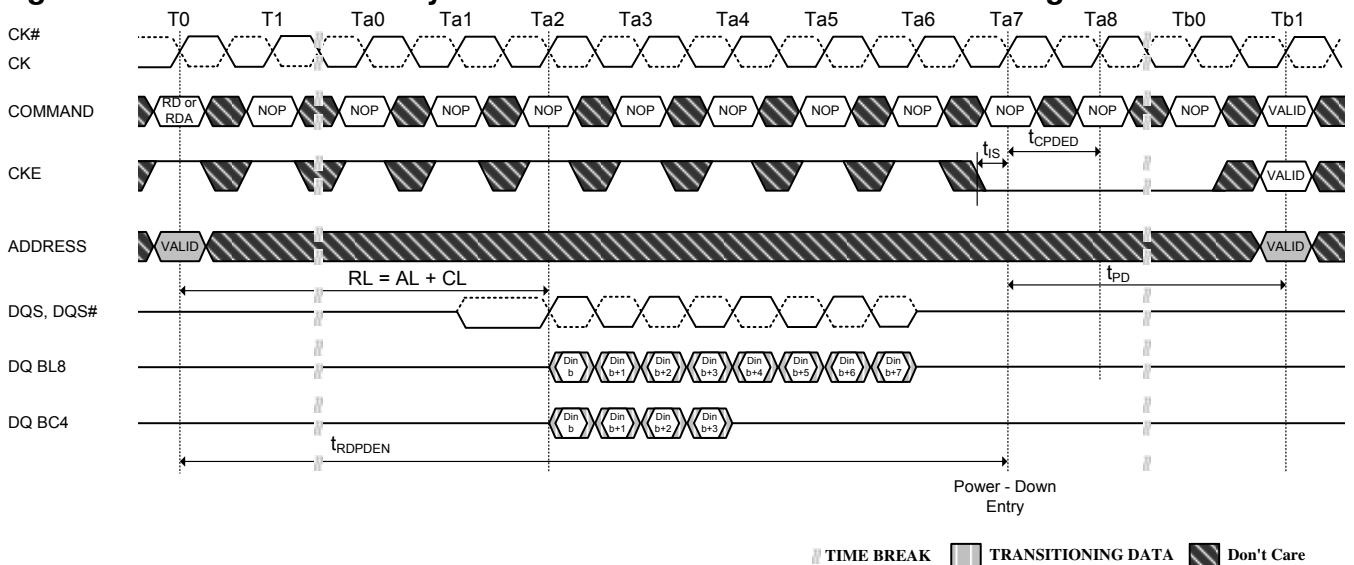 T0 T1 Ta0 Ta1 Ta2 Ta3 Ta4 Ta5 Ta6 Ta7 Ta8 Tb0 Tb1
CK#
CK
COMMAND RD or RDA NOP NOP NOP NOP NOP NOP NOP NOP NOP NOP NOP VALID
tIS tCPDED
CKE VALID
ADDRESS VALID VALID
RL = AL + CL tPD
DQS, DQS#
DQ BL8 Din b Din b+1 Din b+2 Din b+3 Din b+4 Din b+5 Din b+6 Din b+7
DQ BC4 Din b Din b+1 Din b+2 Din b+3
tRDPDEN
Power - Down
Entry
TIME BREAK TRANSITIONING DATA Don't Care